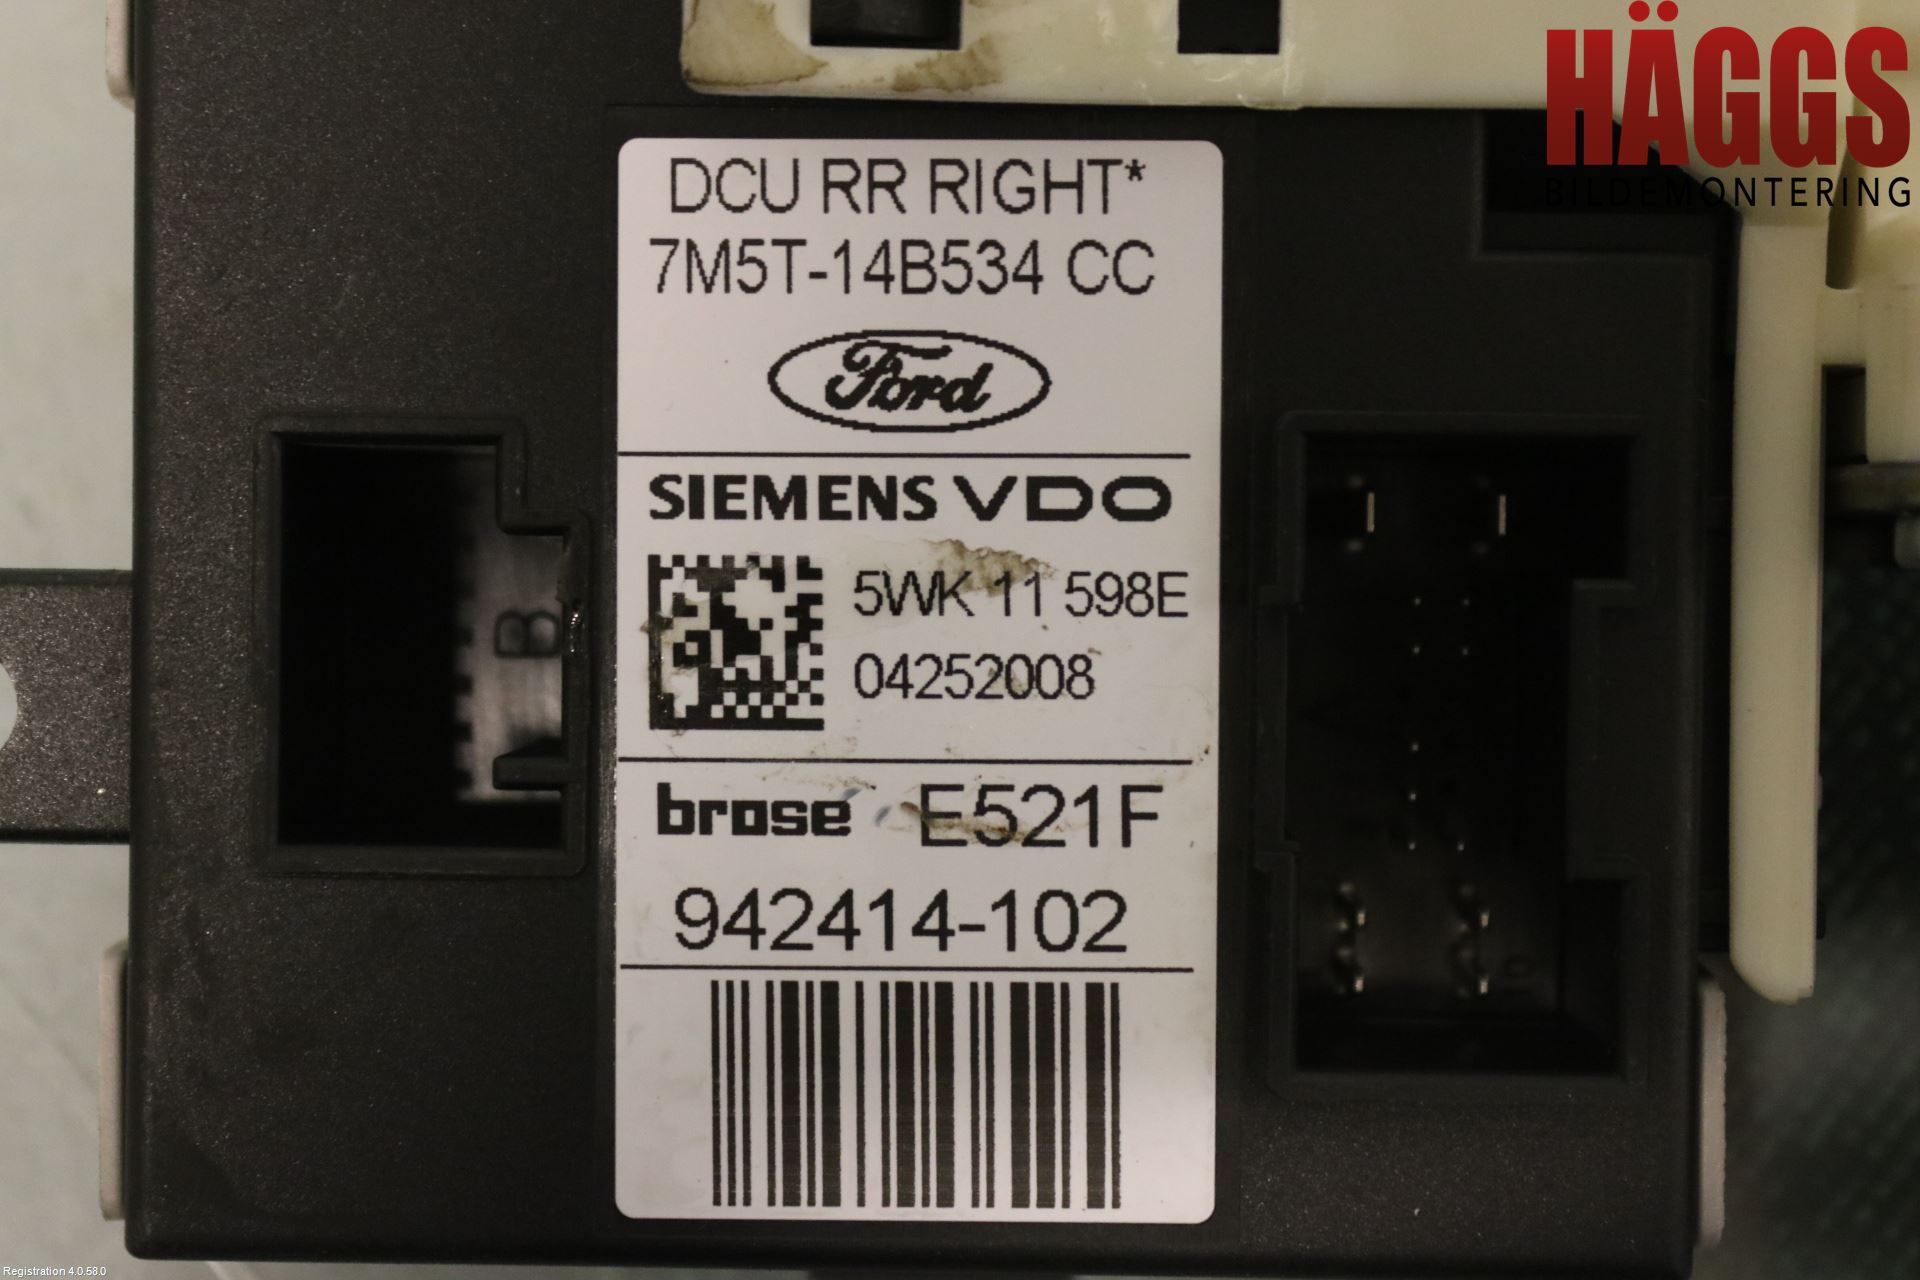 HÄGGS
BILDEMONTERING
DCU RR RIGHT*
7M5T-14B534 CC
Ford
SIEMENS VDO
5WK 11 598E
04252008
B
brose E521F
942414-102
Registration 4.0.58.0